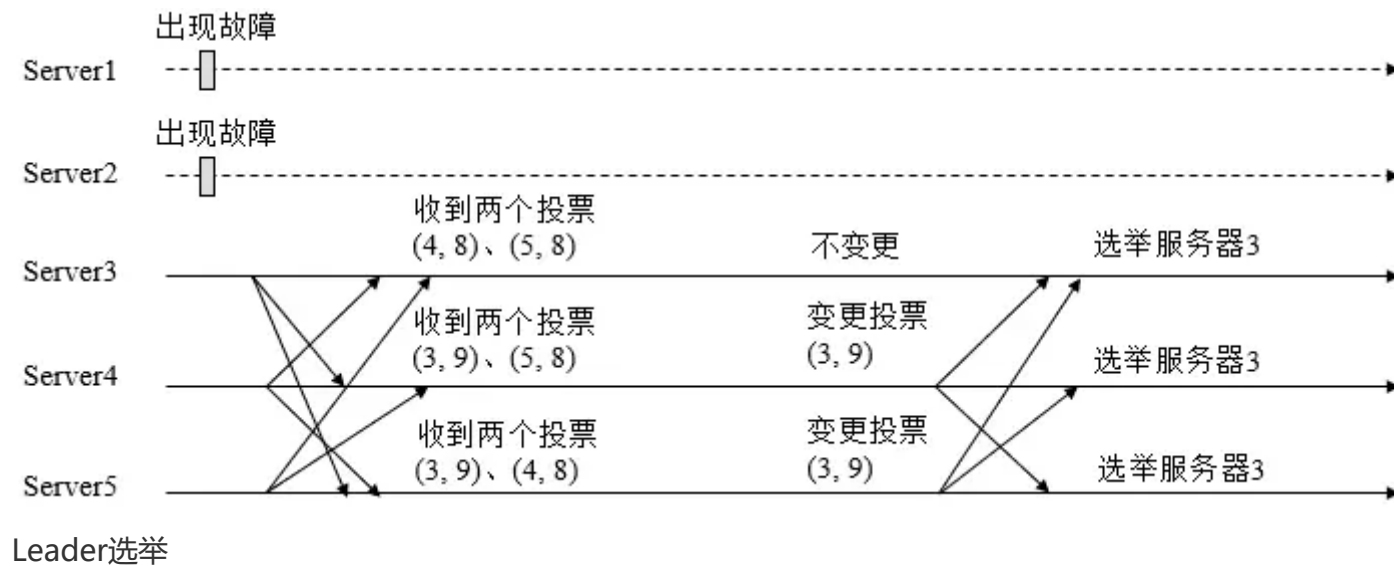 出现故障
Server1
出现故障
Server2
收到两个投票
(4, 8)、(5, 8)
不变更
选举服务器3
Server3
收到两个投票
(3, 9)、(5, 8)
变更投票
(3, 9)
选举服务器3
Server4
收到两个投票
(3, 9)、(4, 8)
变更投票
(3, 9)
选举服务器3
Server5
Leader选举